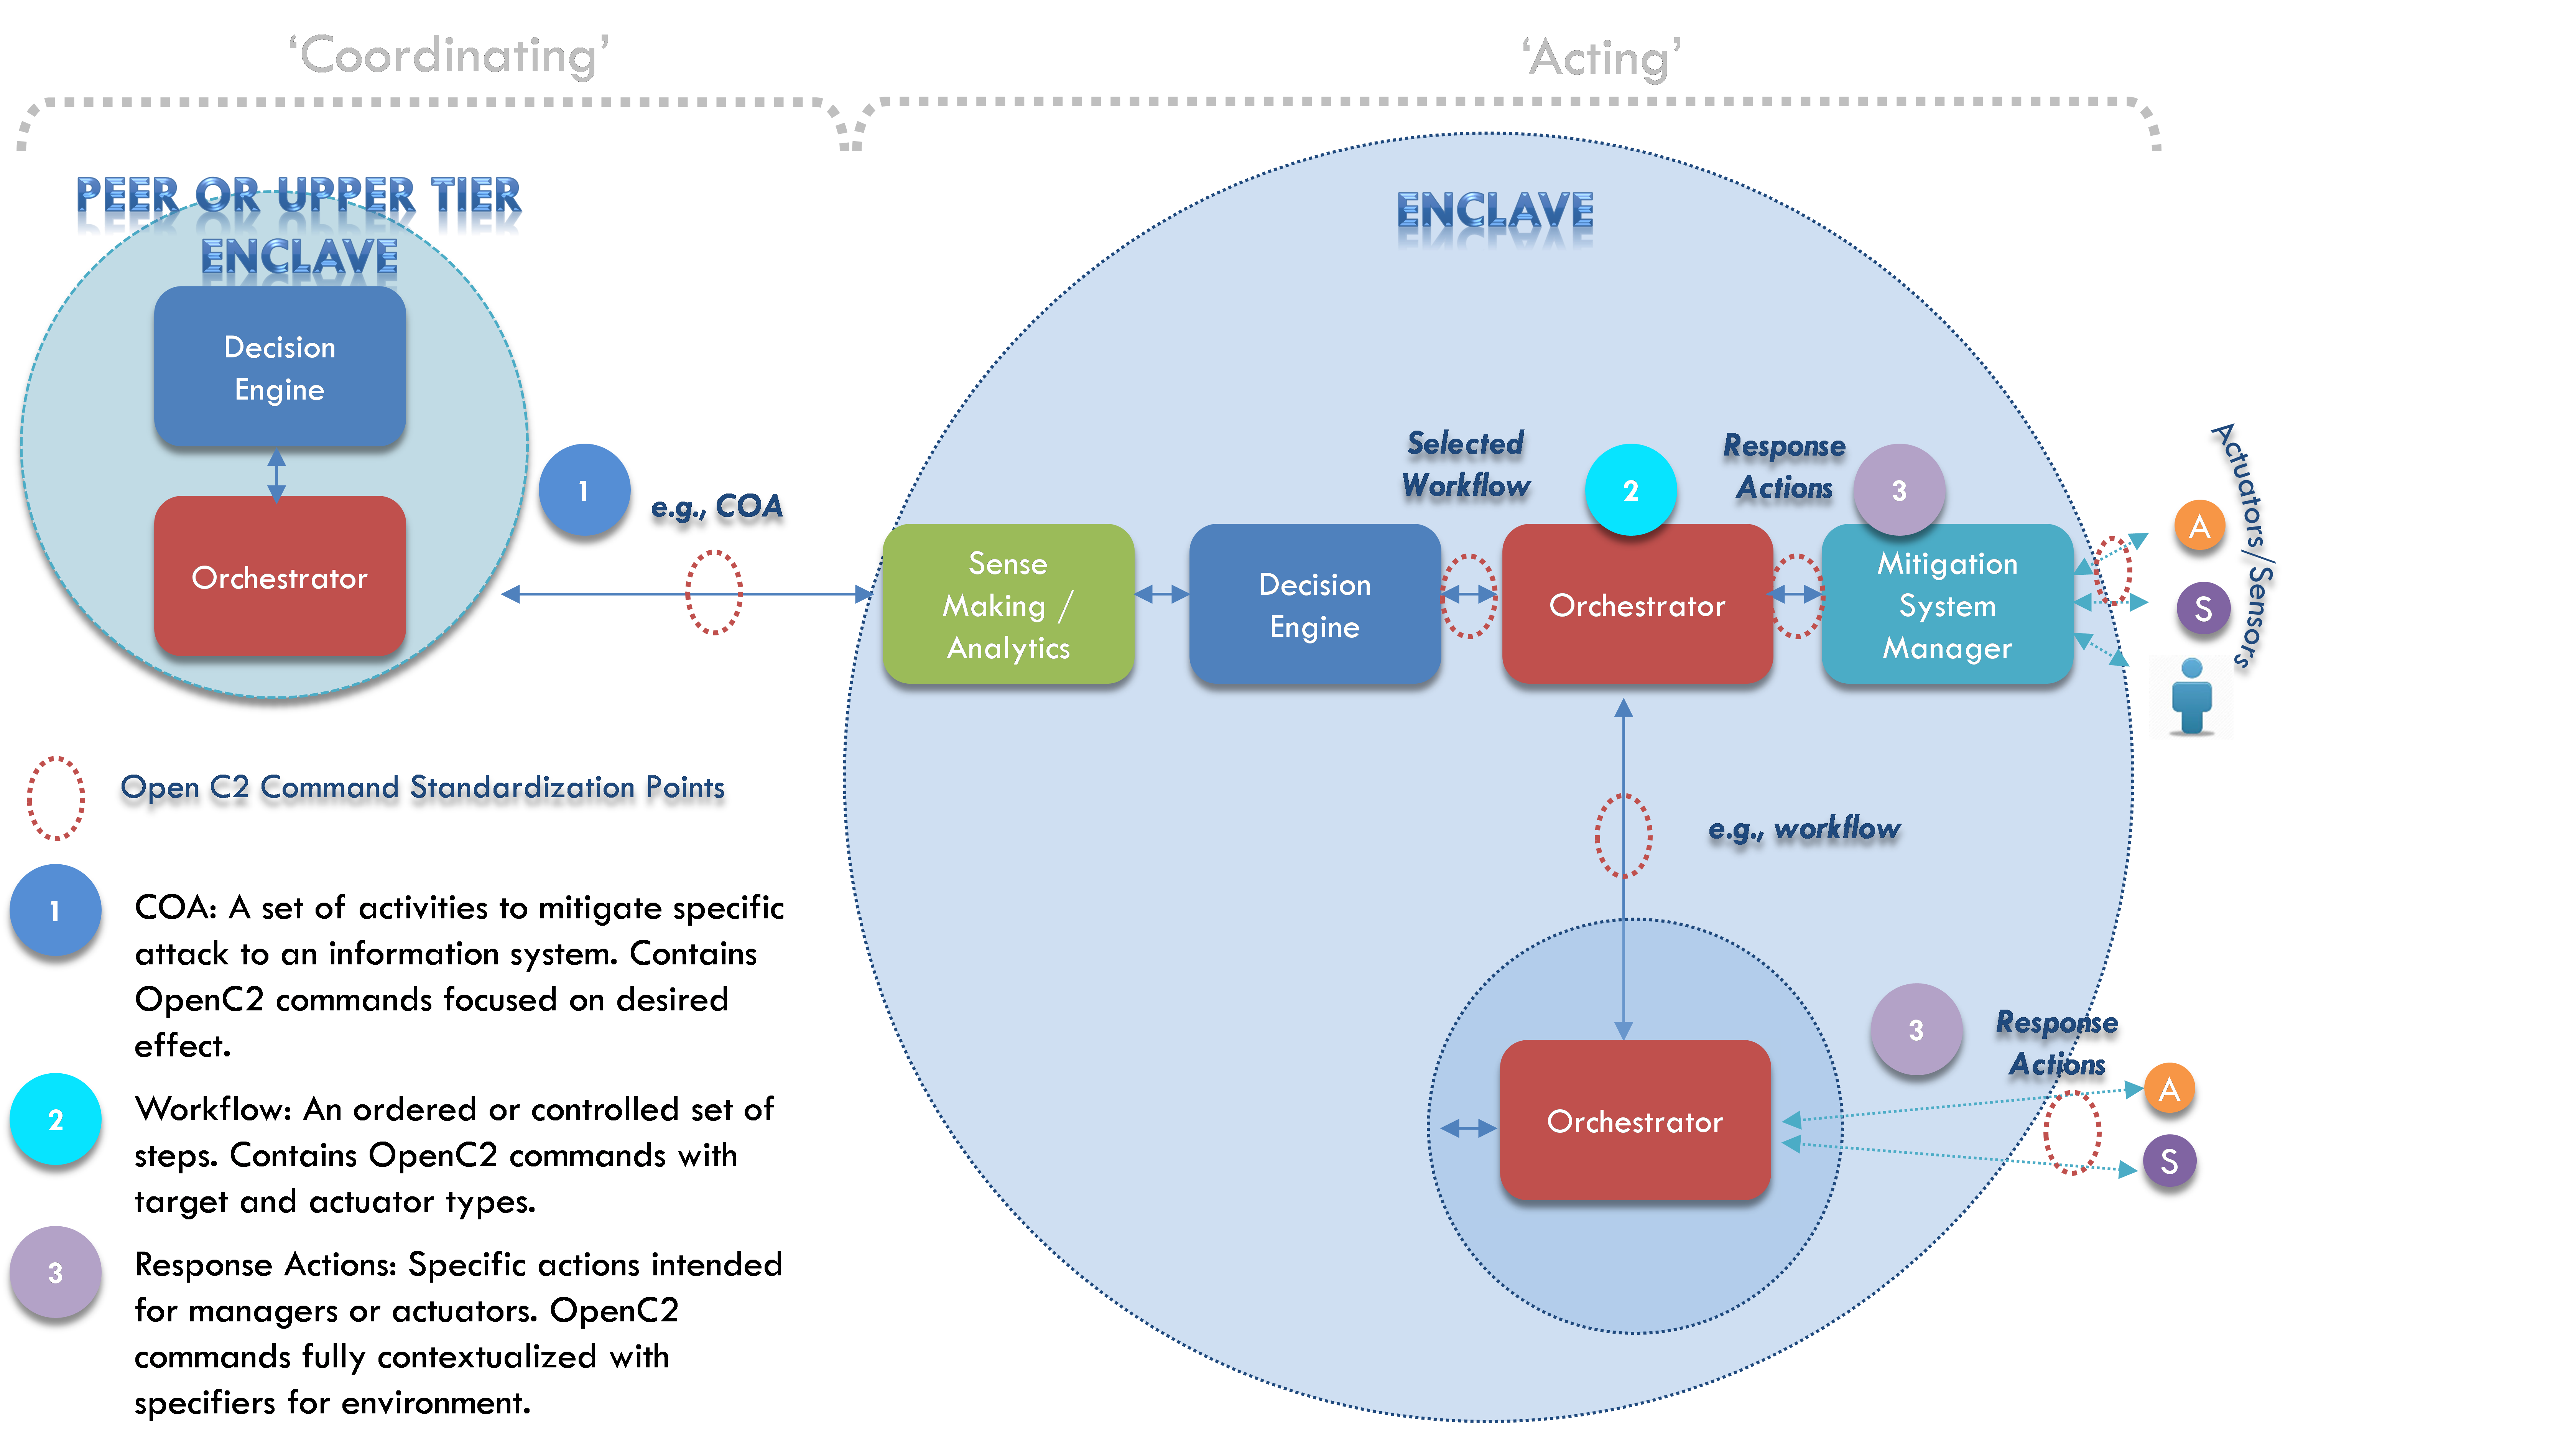 ‘Coordinating’
‘Acting’
PEER OR UPPER TIER
ENCLAVE
Decision
Engine
Orchestrator
1
e.g., COA
ENCLAVE
Sense
Making /
Analytics
Decision
Engine
Selected
Workflow
2
Orchestrator
Response
Actions
3
Mitigation
System
Manager
A
S
Actuators/Sensors
e.g., workflow
Orchestrator
3
Response
Actions
A
S
Open C2 Command Standardization Points
1
COA: A set of activities to mitigate specific
attack to an information system. Contains
OpenC2 commands focused on desired
effect.
2
Workflow: An ordered or controlled set of
steps. Contains OpenC2 commands with
target and actuator types.
3
Response Actions: Specific actions intended
for managers or actuators. OpenC2
commands fully contextualized with
specifiers for environment.